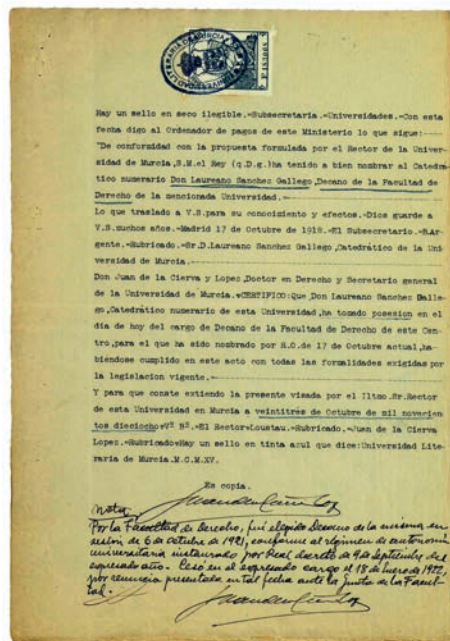 Hay un sello en seco ilegible.=Subsecretaria.=Universidades.=Con esta
fecha digo al Ordenador de pagos de este Ministerio lo que sigue:----
"De conformidad con la propuesta formulada por el Rector de la Univer-
sidad de Murcia,S.M.el Rey (q.D.g.)ha tenido a bien nombrar al Catedrá-
tico numerario Don Laureano Sanchez Gallego,Decano de la Facultad de
Derecho de la mencionada Universidad.=
Lo que traslado a V.S.para su conocimiento y efectos.=Dios guarde a
V.S.muchos años.=Madrid 17 de Octubre de 1918.=El Subsecretario.=
Rubricado.=Sr.D.Laureano Sanchez Gallego,Catedrático de la Uni
versidad de Murcia.
Don Juan de la Cierva y Lopez,Doctor en Derecho y Secretario general
de la Universidad de Murcia.=CERTIFICO:Que Don Laureano Sanchez Galle-
go,Catedrático numerario de esta Universidad,ha tomado posesion en el
dia de hoy del cargo de Decano de la Facultad de Derecho de este Cen-
tro,para el que ha sido nombrado por R.O.de 17 de Octubre actual,ha-
biendose cumplido en este acto con todas las formalidades exigidas por
la legislacion vigente.=
Y para que conste extiendo la presente visada por el Iltmo.Sr.Rector
de esta Universidad en Murcia a veintitrés de Octubre de mil novecien
tos dieciocho=Vº Bº.=El Rector=Loustau.=Rubricado.=Juan de la Cierva
Lopez.=Rubricado=Hay un sello en tinta azul que dice:Universidad Lite-
raria de Murcia.M.C.M.XV.
Es copia.
Nota
Por la Facultad de Derecho, fué elegido Decano de la misma en
sesión de 6 de Octubre de 1921, conforme al régimen de autonomía
universitaria instaurado por Real decreto de 9 de Septiembre del
expresado año.- Cesó en el expresado cargo el 18 de Enero de 1922,
por renuncia presentada en tal fecha ante la Junta de la Facul-
tad.